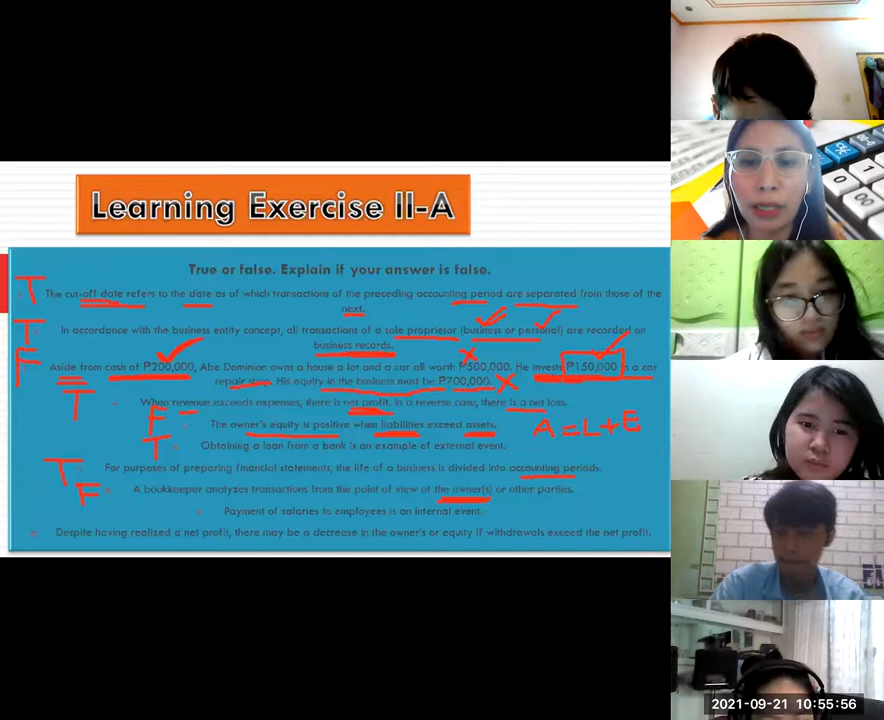 Learning Exercise II-A
True or false. Explain if your answer is false.
T The cut-off date refers to the date as of which transactions of the preceding accounting period are separated from those of the
next.
T In accordance with the business entity concept, all transactions of a sole proprietor (business or personal) are recorded on
business records.
F Aside from cash of P200,000, Abe Dominion owns a house a lot and a car all worth P500,000. He invests P150,000 in a car
repair shop. His equity in the business must be P700,000.
T When revenue exceeds expenses, there is net profit. In a reverse case, there is a net loss.
F The owner's equity is positive when liabilities exceed assets. A = L + E
T Obtaining a loan from a bank is an example of external event.
T For purposes of preparing financial statements, the life of a business is divided into accounting periods.
F A bookkeeper analyzes transactions from the point of view of the owner(s) or other parties.
Payment of salaries to employees is an internal event.
Despite having realized a net profit, there may be a decrease in the owner's or equity if withdrawals exceed the net profit.
0
1
00
2021-09-21 10:55:56